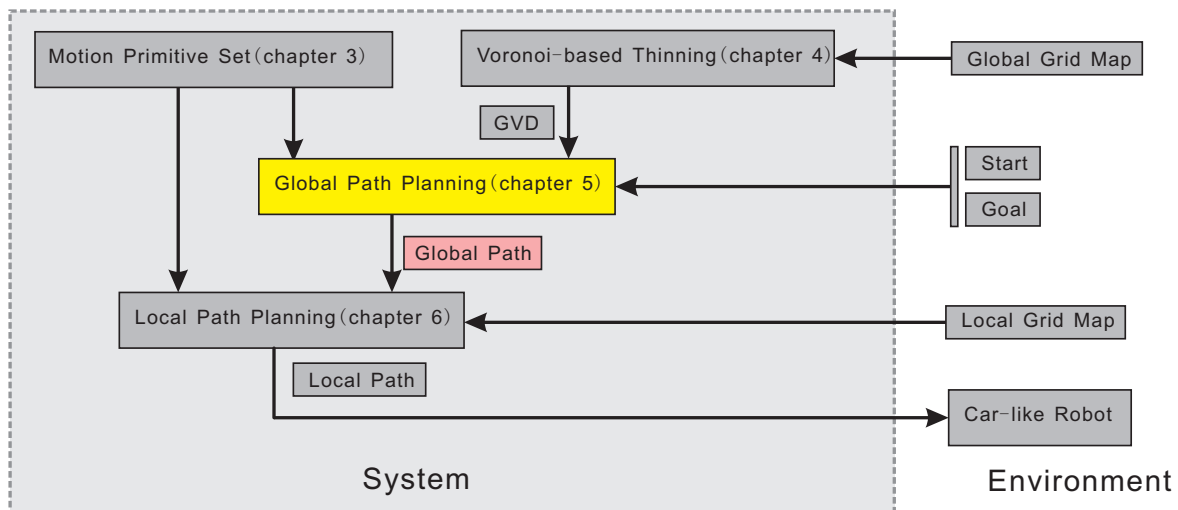 Motion Primitive Set(chapter 3)
Voronoi-based Thinning(chapter 4)
Global Grid Map
GVD
Start
Global Path Planning(chapter 5)
Goal
Global Path
Local Path Planning(chapter 6)
Local Grid Map
Local Path
Car-like Robot
System
Environment